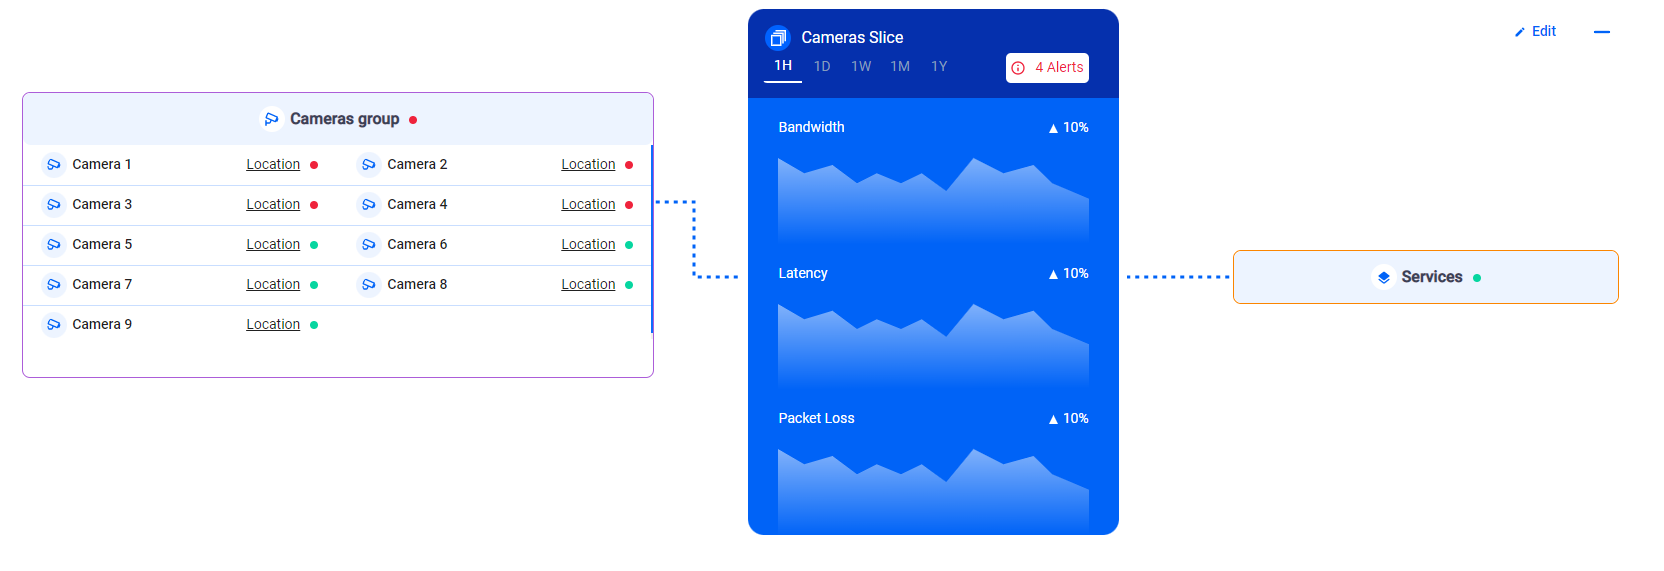 Cameras group
Camera 1 Location Camera 2 Location
Camera 3 Location Camera 4 Location
Camera 5 Location Camera 6 Location
Camera 7 Location Camera 8 Location
Camera 9 Location
Cameras Slice
1H 1D 1W 1M 1Y 4 Alerts
Bandwidth ▲ 10%
Latency ▲ 10%
Packet Loss ▲ 10%
Edit
Services